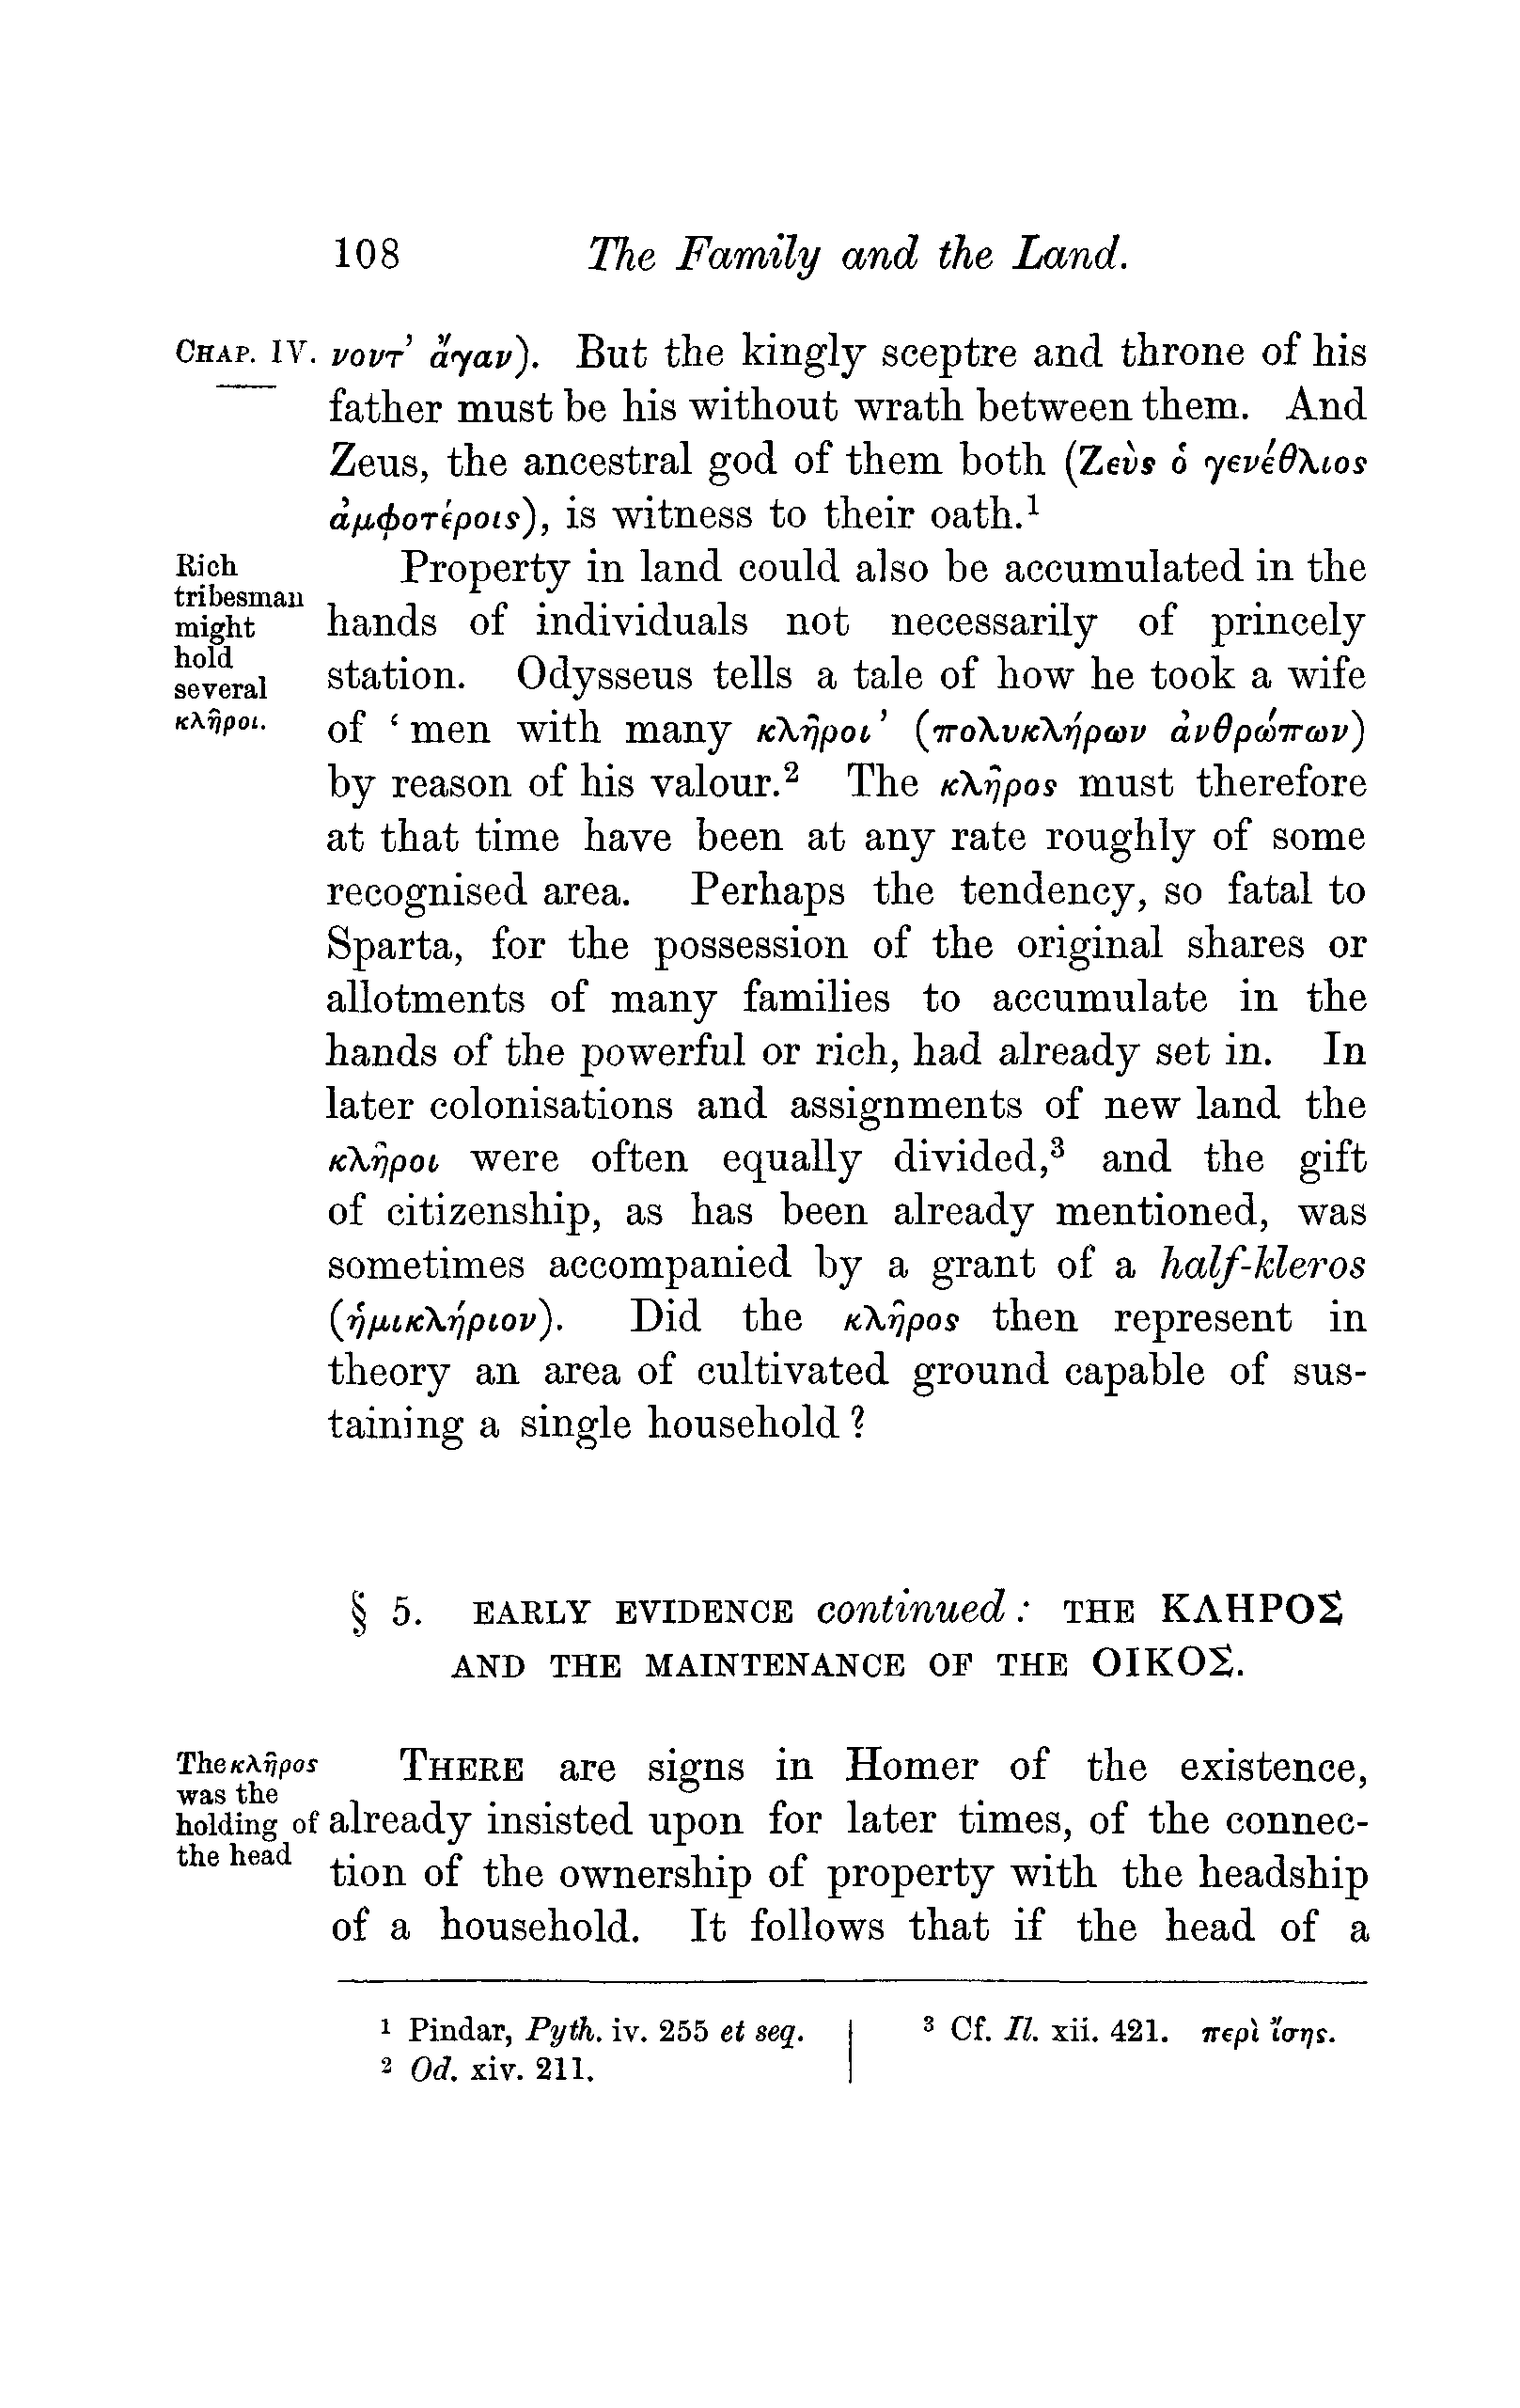 108 The Family and the Land.
CHAP. IV. νοντ’ ἄγαν). But the kingly sceptre and throne of his
father must be his without wrath between them. And
Zeus, the ancestral god of them both (Ζεὺς ὁ γενέθλιος
ἀμφοτέροις), is witness to their oath.¹
Rich
tribesman
might
hold
several
κλῆροι.
Property in land could also be accumulated in the
hands of individuals not necessarily of princely
station. Odysseus tells a tale of how he took a wife
of ‘men with many κλῆροι’ (πολυκλήρων ἀνθρώπων)
by reason of his valour.² The κλῆρος must therefore
at that time have been at any rate roughly of some
recognised area. Perhaps the tendency, so fatal to
Sparta, for the possession of the original shares or
allotments of many families to accumulate in the
hands of the powerful or rich, had already set in. In
later colonisations and assignments of new land the
κλῆροι were often equally divided,³ and the gift
of citizenship, as has been already mentioned, was
sometimes accompanied by a grant of a half-kleros
(ἡμικλήριον). Did the κλῆρος then represent in
theory an area of cultivated ground capable of sus-
taining a single household?
§ 5. EARLY EVIDENCE continued: THE ΚΛΗΡΟΣ
AND THE MAINTENANCE OF THE ΟΙΚΟΣ.
The κλῆρος
was the
holding of
the head
THERE are signs in Homer of the existence,
already insisted upon for later times, of the connec-
tion of the ownership of property with the headship
of a household. It follows that if the head of a
¹ Pindar, Pyth. iv. 255 et seq.
² Od. xiv. 211.
³ Cf. Il. xii. 421. περὶ ἴσης.